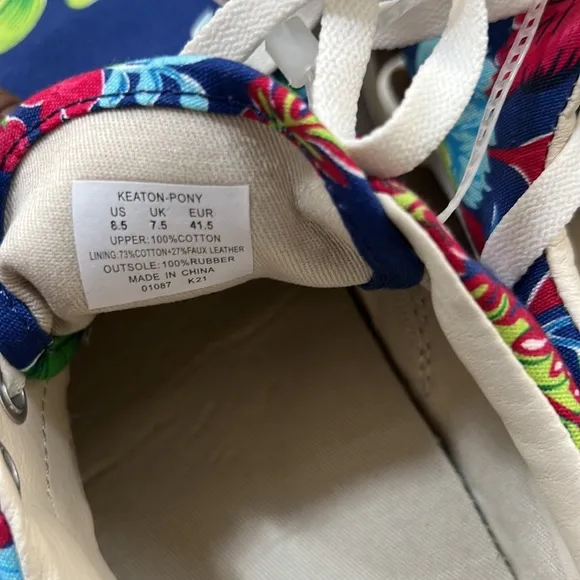 KEATON-PONY
US UK EUR
8.5 7.5 41.5
UPPER:100%COTTON
LINING:73%COTTON+27%FAUX LEATHER
OUTSOLE:100%RUBBER
MADE IN CHINA
01087 K21